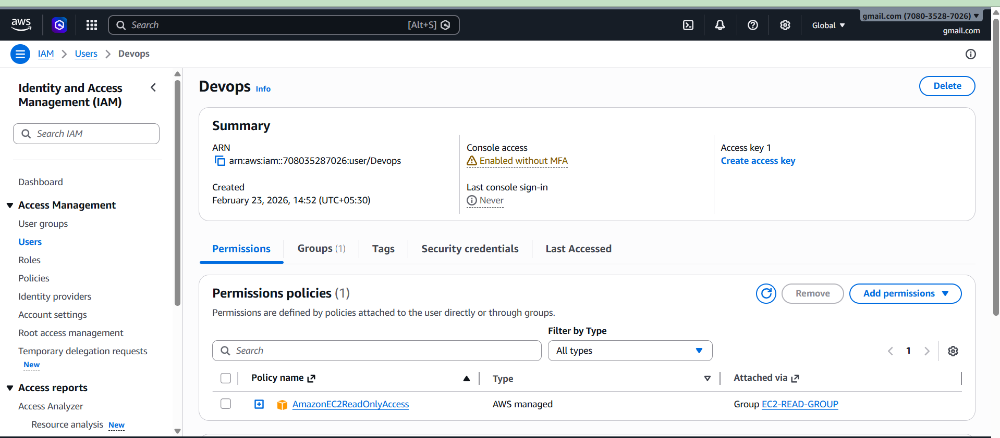 aws
Search
[Alt+S]
Global
gmail.com (7080-3528-7026)
gmail.com
IAM
Users
Devops
Identity and Access
Management (IAM)
Search IAM
Dashboard
Access Management
User groups
Users
Roles
Policies
Identity providers
Account settings
Root access management
Temporary delegation requests
New
Access reports
Access Analyzer
Resource analysis New
Devops Info
Delete
Summary
ARN
arn:aws:iam::708035287026:user/Devops
Created
February 23, 2026, 14:52 (UTC+05:30)
Console access
Enabled without MFA
Last console sign-in
Never
Access key 1
Create access key
Permissions
Groups (1)
Tags
Security credentials
Last Accessed
Permissions policies (1)
Remove
Add permissions
Permissions are defined by policies attached to the user directly or through groups.
Filter by Type
Search
All types
1
Policy name
Type
Attached via
AmazonEC2ReadOnlyAccess
AWS managed
Group EC2-READ-GROUP